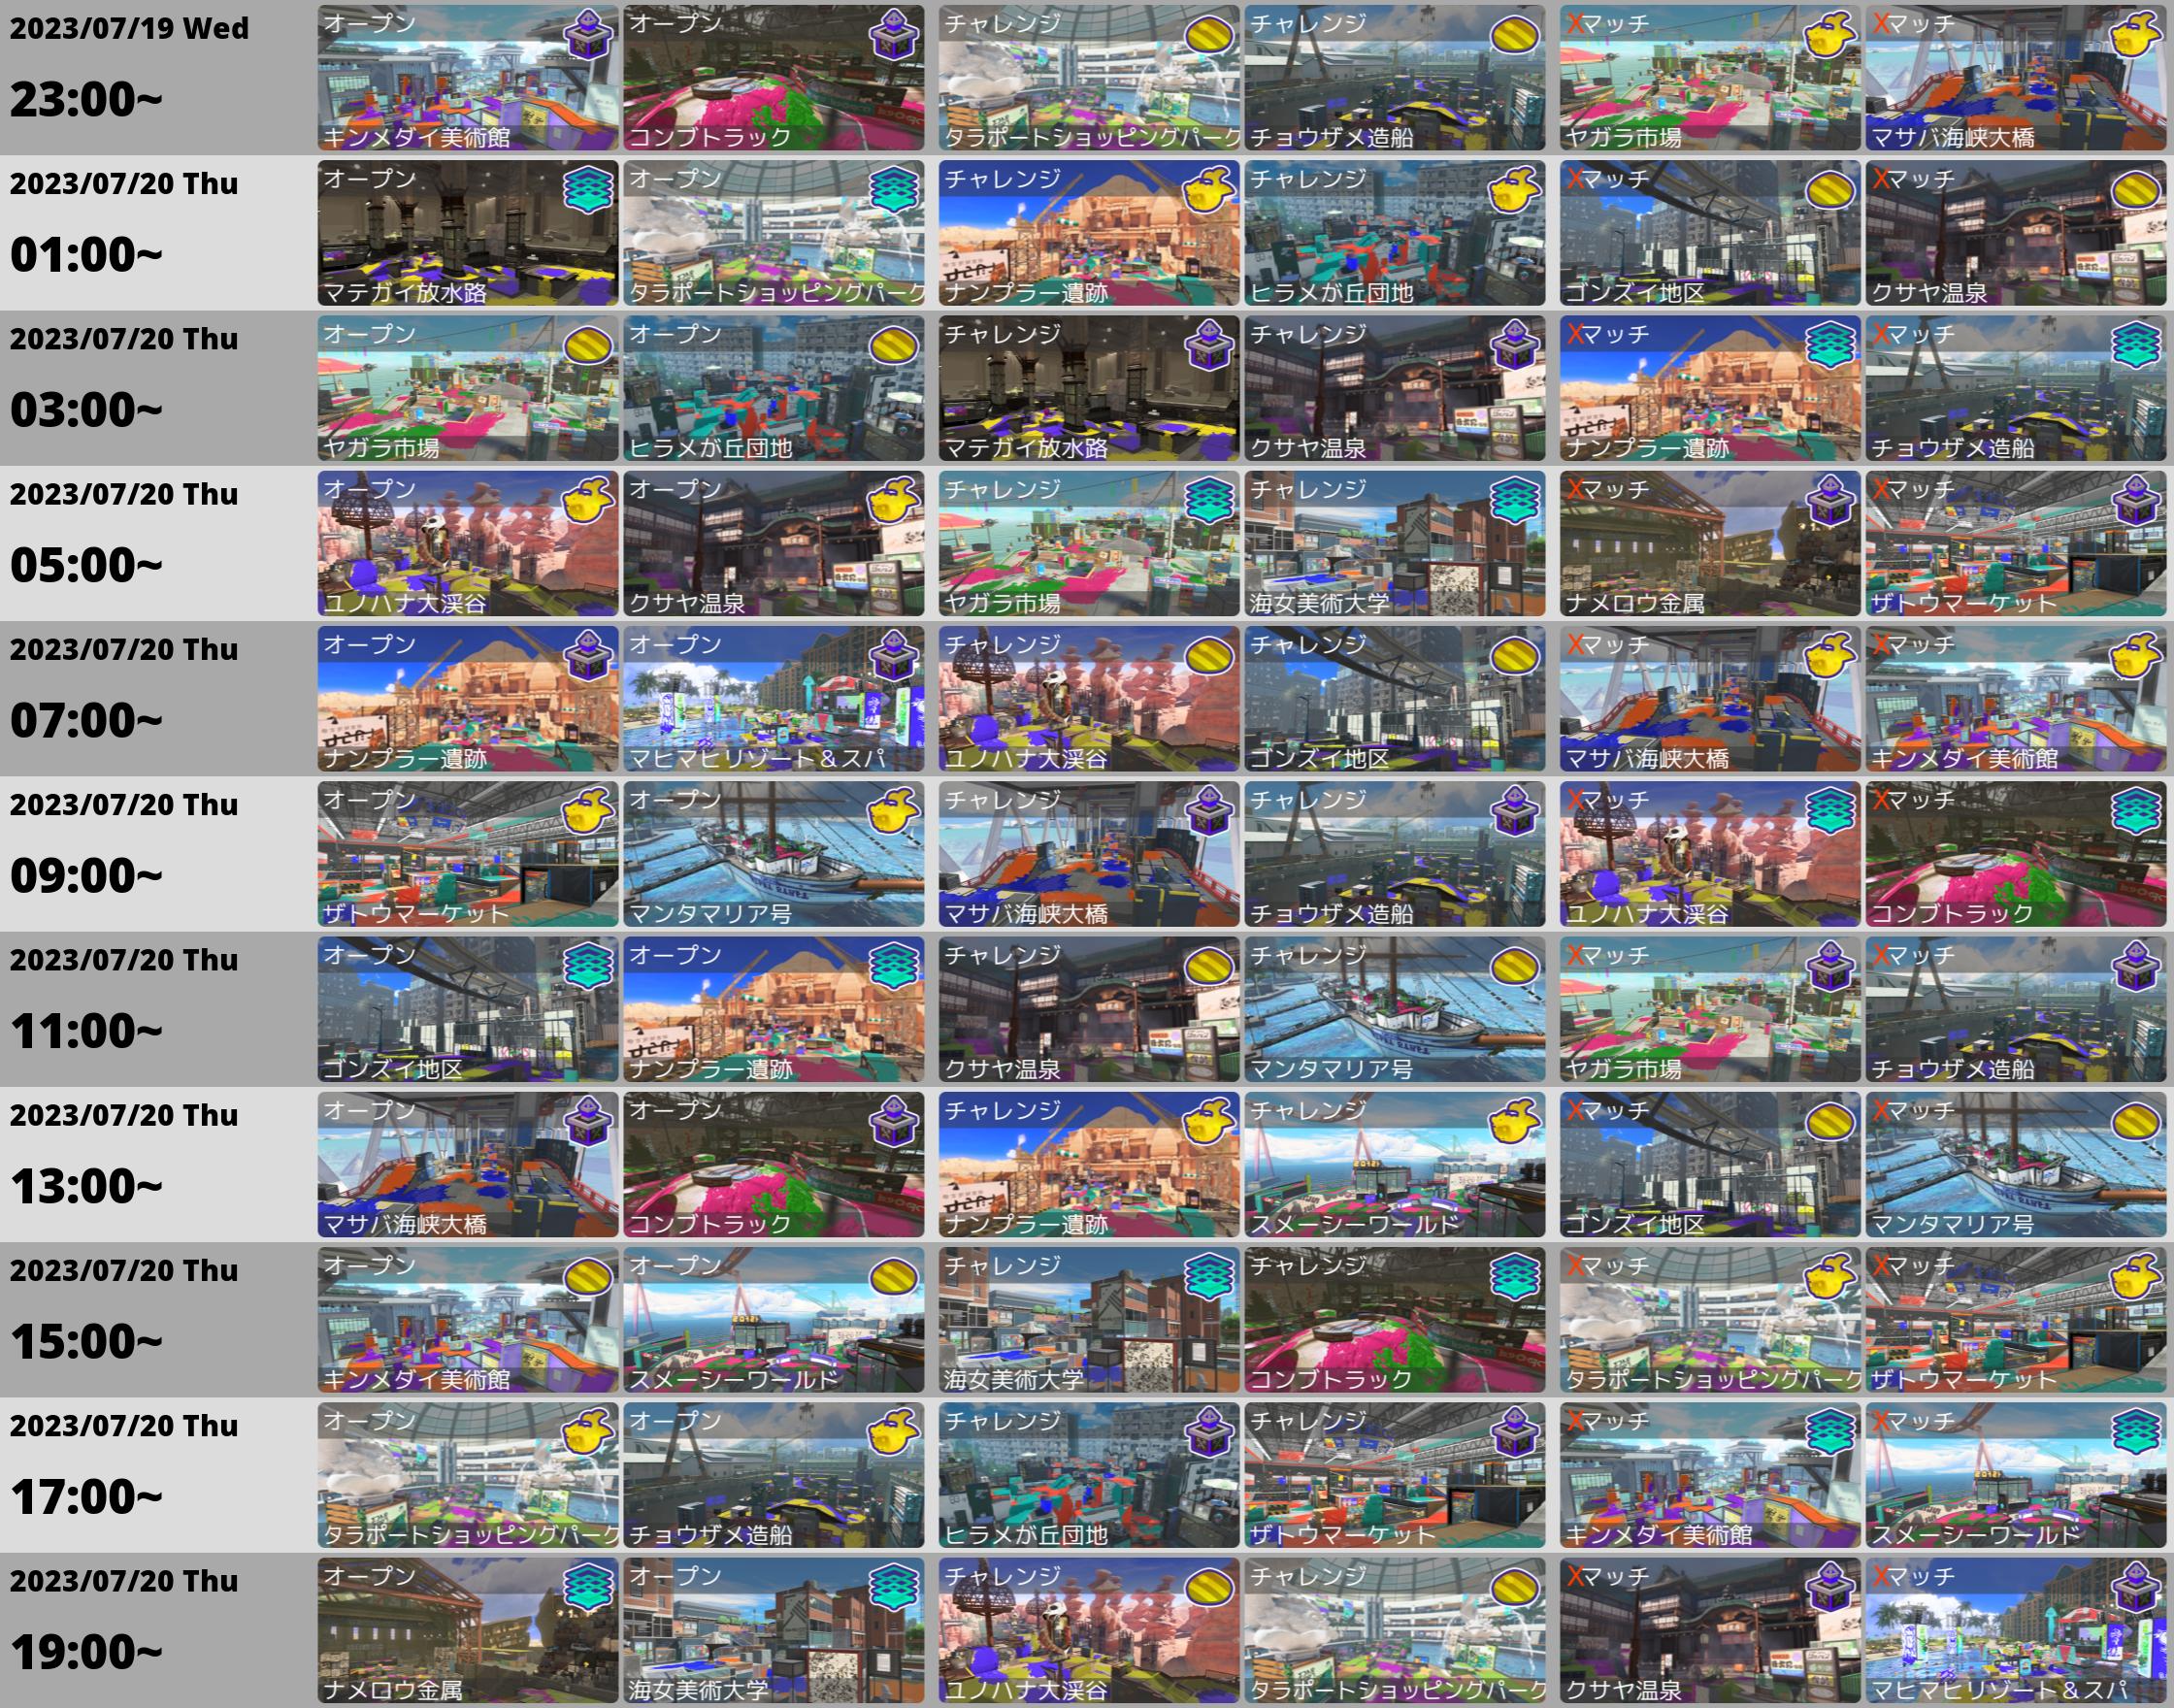 2023/07/19 Wed
23:00~
オープン
キンメダイ美術館
オープン
コンブトラック
チャレンジ
タラポートショッピングパーク
チャレンジ
チョウザメ造船
Xマッチ
ヤガラ市場
Xマッチ
マサバ海峡大橋
2023/07/20 Thu
01:00~
オープン
マテガイ放水路
オープン
タラポートショッピングパーク
チャレンジ
ナンプラー遺跡
チャレンジ
ヒラメが丘団地
Xマッチ
ゴンズイ地区
Xマッチ
クサヤ温泉
2023/07/20 Thu
03:00~
オープン
ヤガラ市場
オープン
ヒラメが丘団地
チャレンジ
マテガイ放水路
チャレンジ
クサヤ温泉
Xマッチ
ナンプラー遺跡
Xマッチ
チョウザメ造船
2023/07/20 Thu
05:00~
オープン
ユノハナ大渓谷
オープン
クサヤ温泉
チャレンジ
ヤガラ市場
チャレンジ
海女美術大学
Xマッチ
ナメロウ金属
Xマッチ
ザトウマーケット
2023/07/20 Thu
07:00~
オープン
ナンプラー遺跡
オープン
マヒマヒリゾート＆スパ
チャレンジ
ユノハナ大渓谷
チャレンジ
ゴンズイ地区
Xマッチ
マサバ海峡大橋
Xマッチ
キンメダイ美術館
2023/07/20 Thu
09:00~
オープン
ザトウマーケット
オープン
マンタマリア号
チャレンジ
マサバ海峡大橋
チャレンジ
チョウザメ造船
Xマッチ
ユノハナ大渓谷
Xマッチ
コンブトラック
2023/07/20 Thu
11:00~
オープン
ゴンズイ地区
オープン
ナンプラー遺跡
チャレンジ
クサヤ温泉
チャレンジ
マンタマリア号
Xマッチ
ヤガラ市場
Xマッチ
チョウザメ造船
2023/07/20 Thu
13:00~
オープン
マサバ海峡大橋
オープン
コンブトラック
チャレンジ
ナンプラー遺跡
チャレンジ
スメーシーワールド
Xマッチ
ゴンズイ地区
Xマッチ
マンタマリア号
2023/07/20 Thu
15:00~
オープン
キンメダイ美術館
オープン
スメーシーワールド
チャレンジ
海女美術大学
チャレンジ
コンブトラック
Xマッチ
タラポートショッピングパーク
Xマッチ
ザトウマーケット
2023/07/20 Thu
17:00~
オープン
タラポートショッピングパーク
オープン
チョウザメ造船
チャレンジ
ヒラメが丘団地
チャレンジ
ザトウマーケット
Xマッチ
キンメダイ美術館
Xマッチ
スメーシーワールド
2023/07/20 Thu
19:00~
オープン
ナメロウ金属
オープン
海女美術大学
チャレンジ
ユノハナ大渓谷
チャレンジ
タラポートショッピングパーク
Xマッチ
クサヤ温泉
Xマッチ
マヒマヒリゾート＆スパ